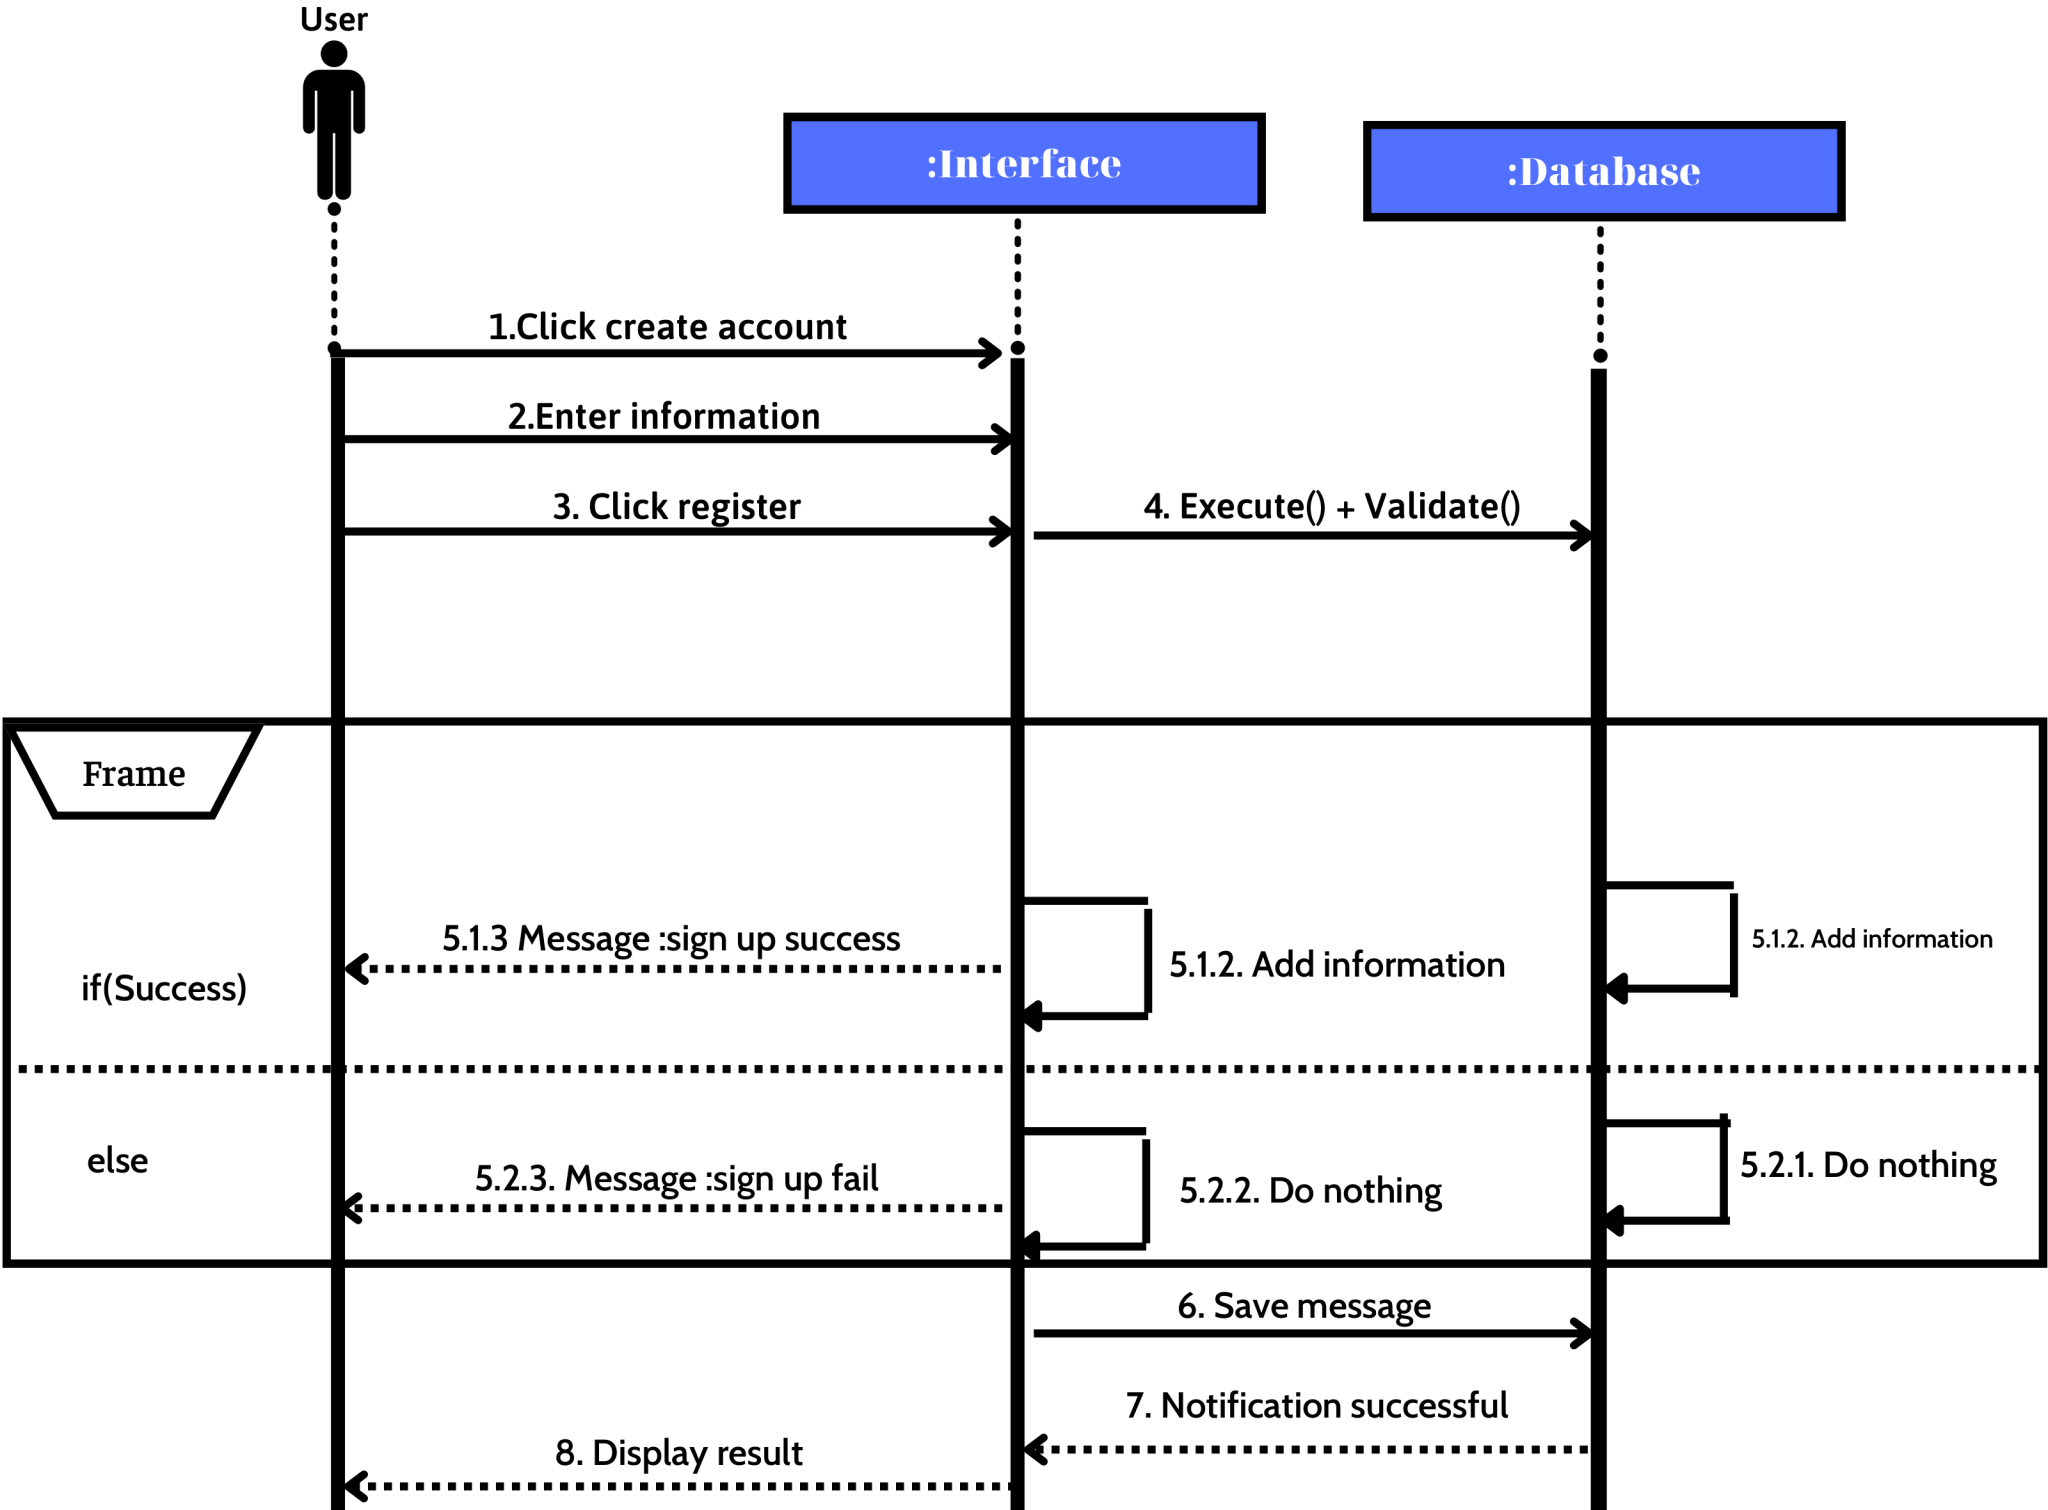 User
:Interface
:Database
1.Click create account
2.Enter information
3. Click register
4. Execute() + Validate()
Frame
if(Success)
5.1.3 Message :sign up success
5.1.2. Add information
5.1.2. Add information
else
5.2.3. Message :sign up fail
5.2.2. Do nothing
5.2.1. Do nothing
6. Save message
7. Notification successful
8. Display result